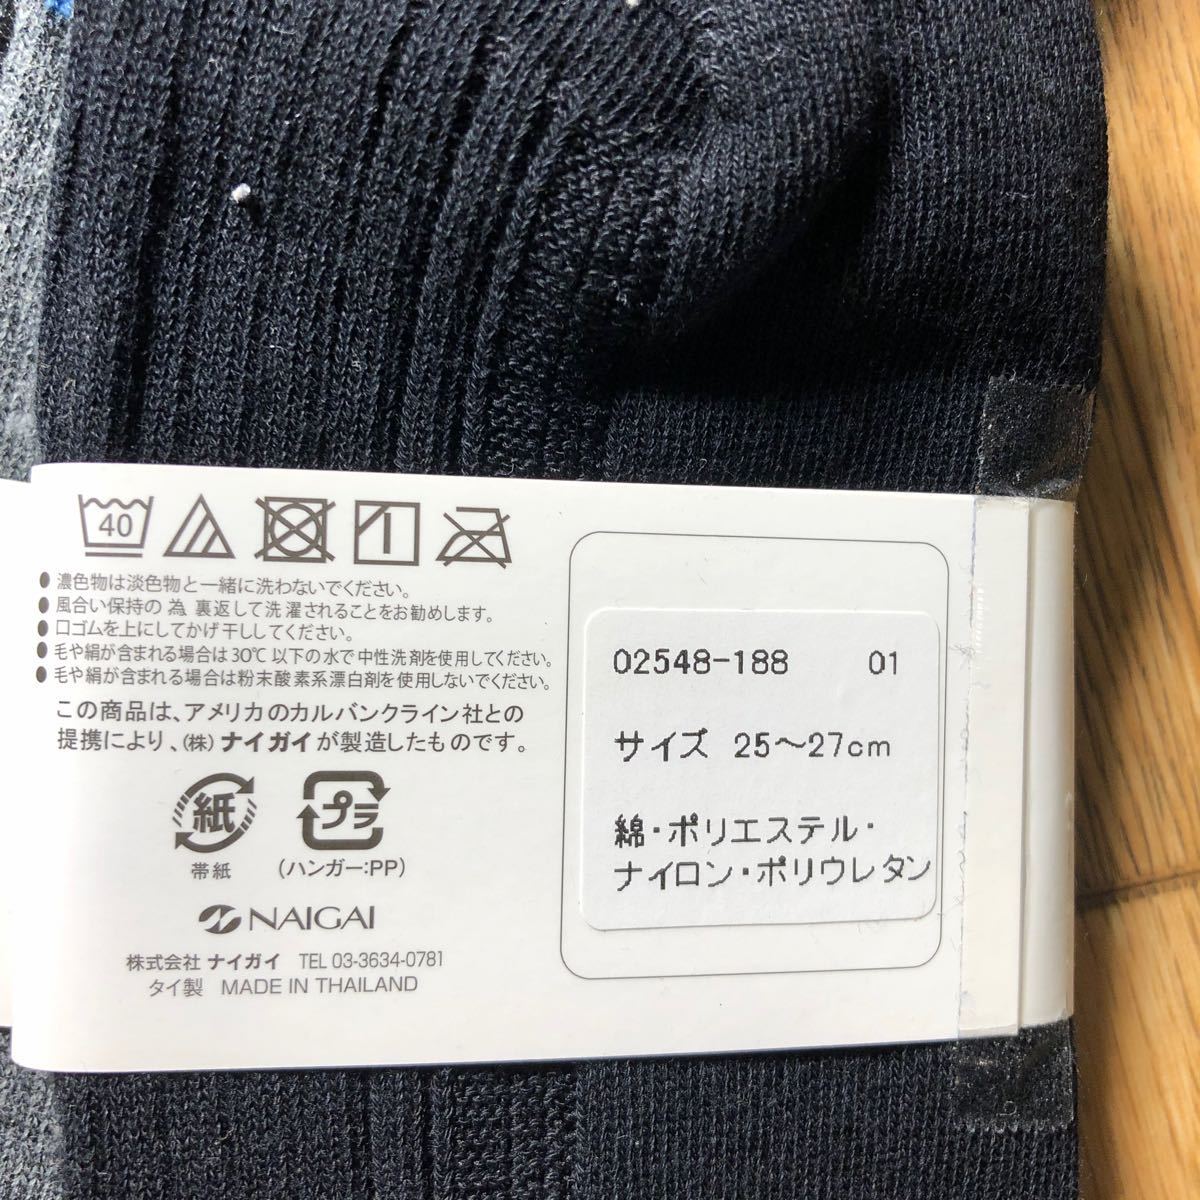 40
● 濃色物は淡色物と一緒に洗わないでください。
● 風合い保持の 為 裏返して洗濯されることをお勧めします。
● 口ゴムを上にしてかげ干ししてください。
● 毛や絹が含まれる場合は30℃以下の水で中性洗剤を使用してください。
● 毛や絹が含まれる場合は粉末酸素系漂白剤を使用しないでください。
この商品は、アメリカのカルバンクライン社との
提携により、(株) ナイガイが製造したものです。
紙
プラ
帯紙
(ハンガー:PP)
NAIGAI
株式会社 ナイガイ TEL 03-3634-0781
タイ製 MADE IN THAILAND
02548-188 01
サイズ 25～27cm
綿・ポリエステル・
ナイロン・ポリウレタン